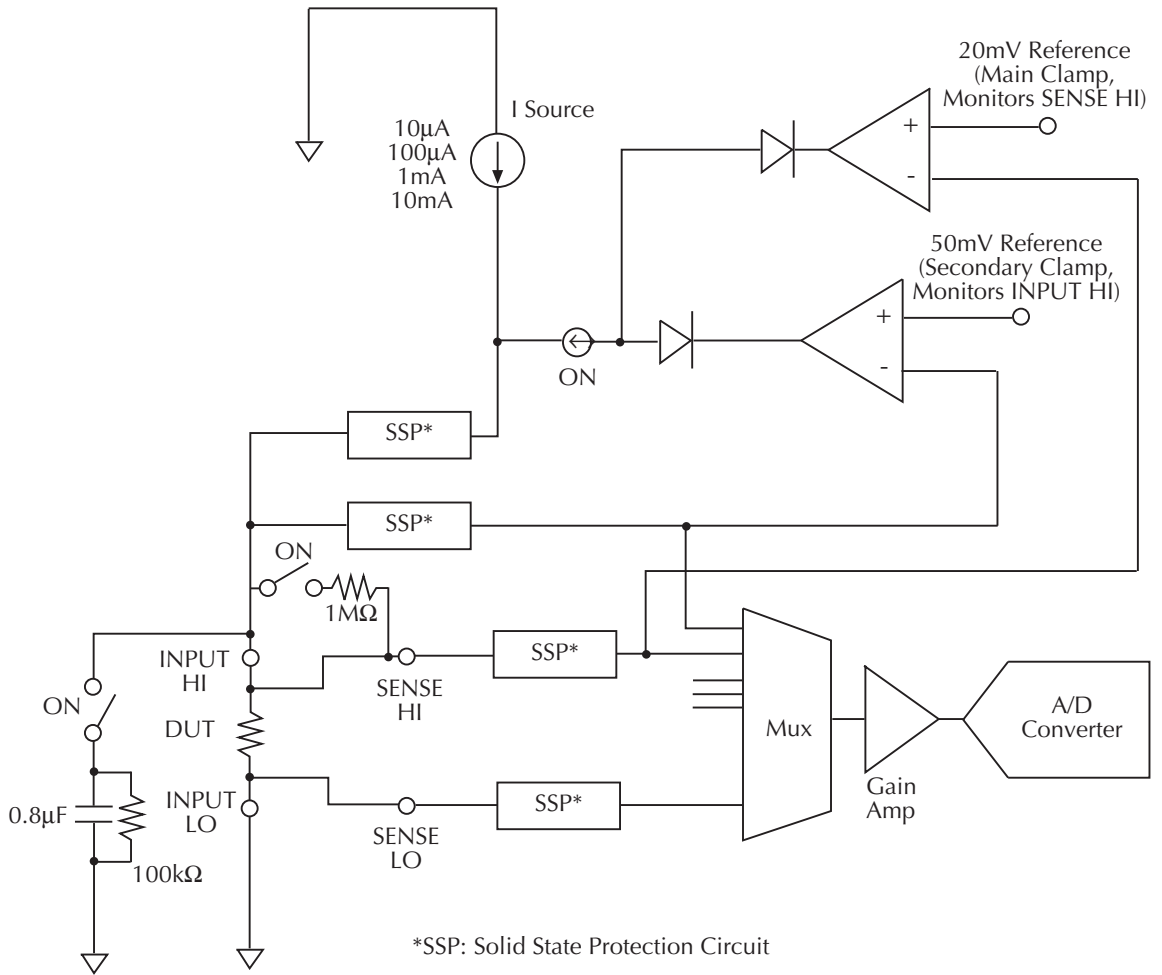 20mV Reference
(Main Clamp,
Monitors SENSE HI)
I Source
10µA
100µA
1mA
10mA
+
-
50mV Reference
(Secondary Clamp,
Monitors INPUT HI)
+
-
ON
SSP*
SSP*
ON
1MΩ
INPUT
HI
SENSE
HI
SSP*
ON
DUT
Mux
A/D
Converter
Gain
Amp
0.8µF
INPUT
LO
SSP*
SENSE
LO
100kΩ
*SSP: Solid State Protection Circuit